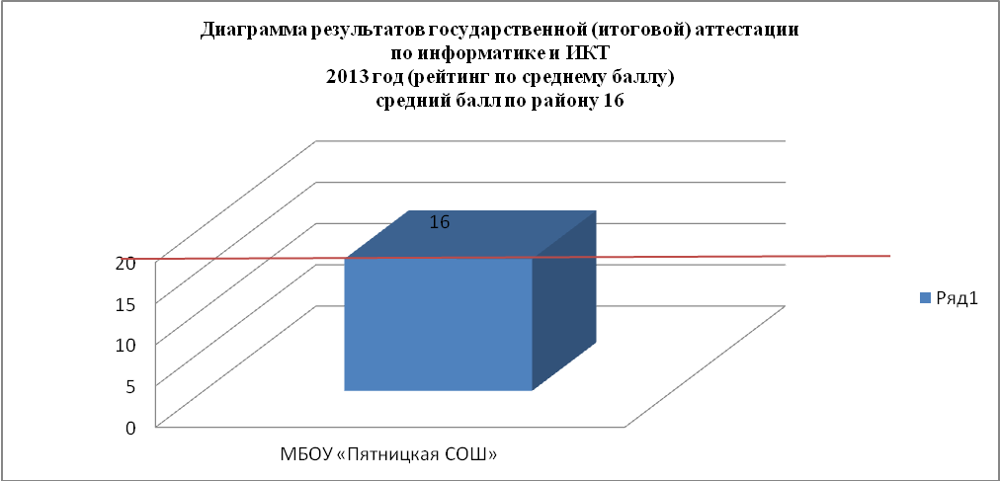 Диаграмма результатов государственной (итоговой) аттестации
по информатике и ИКТ
2013 год (рейтинг по среднему баллу)
средний балл по району 16
16
20
15
10
5
0
Ряд1
МБОУ «Пятницкая СОШ»